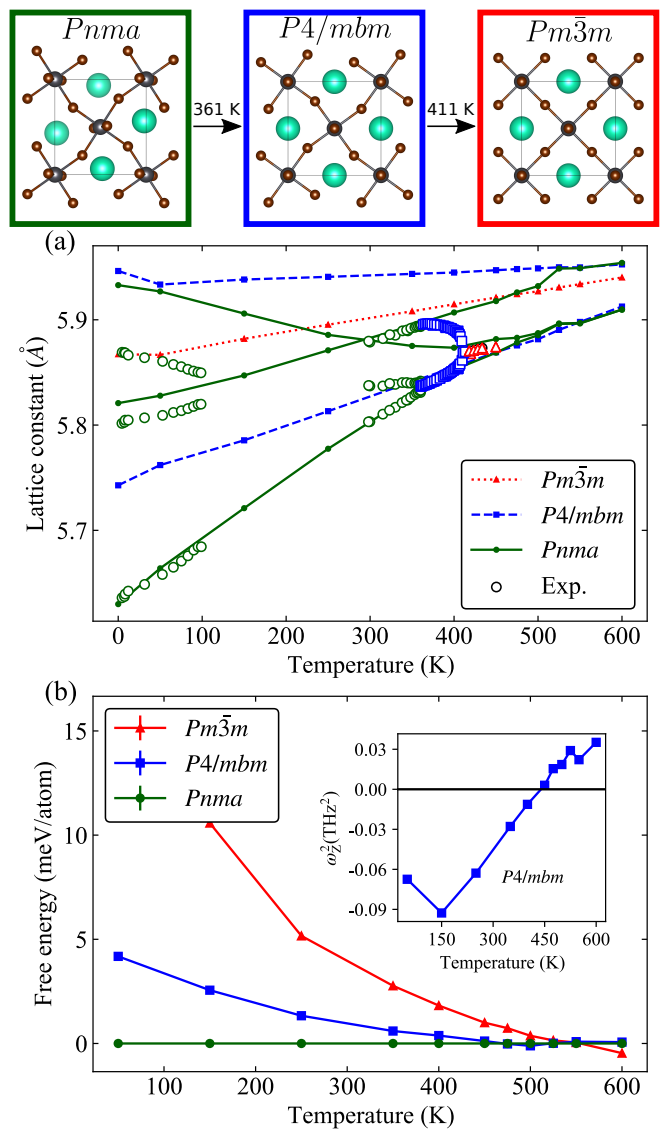 Pnma P4/mbm Pm3̄m
361 K 411 K
(a)
Lattice constant (Å)
5.9
5.8
5.7
Pm3̄m
P4/mbm
Pnma
Exp.
0 100 200 300 400 500 600
Temperature (K)
(b)
Free energy (meV/atom)
15
10
5
0
Pm3̄m
P4/mbm
Pnma
ω²_Z(THz²)
0.03
0.00
-0.03
-0.06
-0.09
P4/mbm
150 300 450 600
Temperature (K)
100 200 300 400 500 600
Temperature (K)